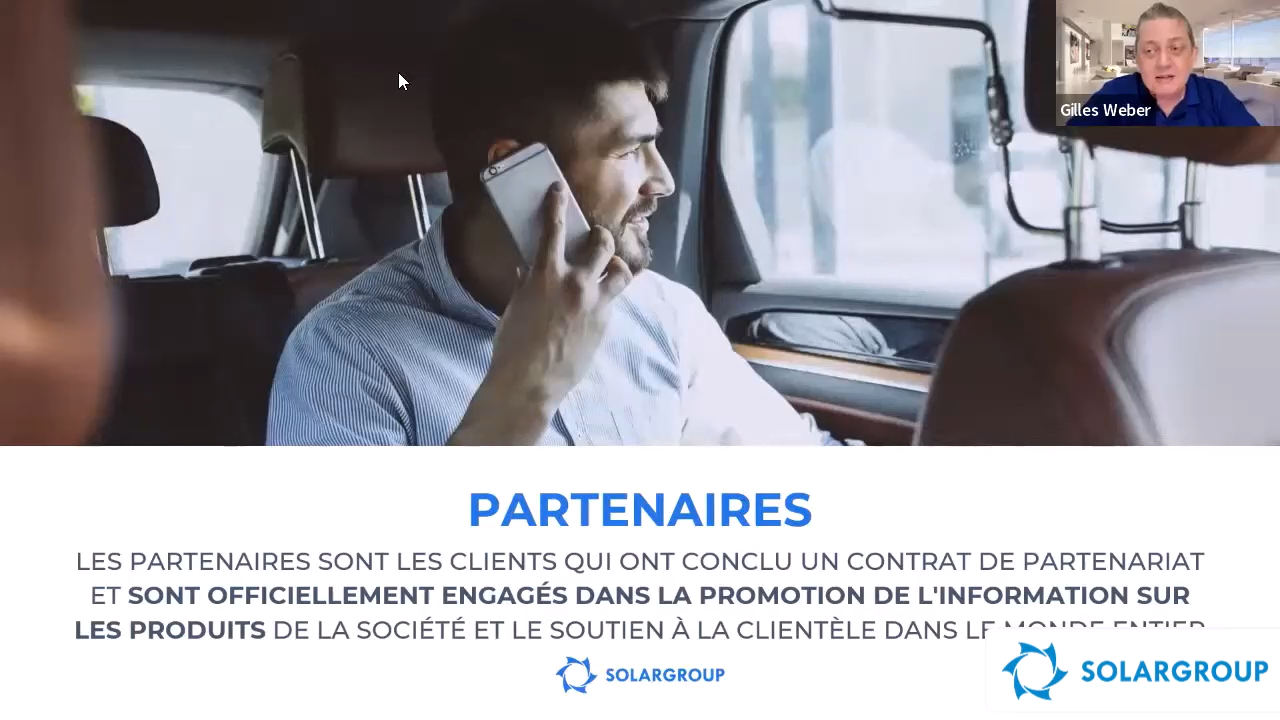 Gilles Weber
PARTENAIRES
LES PARTENAIRES SONT LES CLIENTS QUI ONT CONCLU UN CONTRAT DE PARTENARIAT
ET SONT OFFICIELLEMENT ENGAGÉS DANS LA PROMOTION DE L'INFORMATION SUR
LES PRODUITS DE LA SOCIÉTÉ ET LE SOUTIEN À LA CLIENTÈLE DANS LE MONDE ENTIER
SOLARGROUP
SOLARGROUP